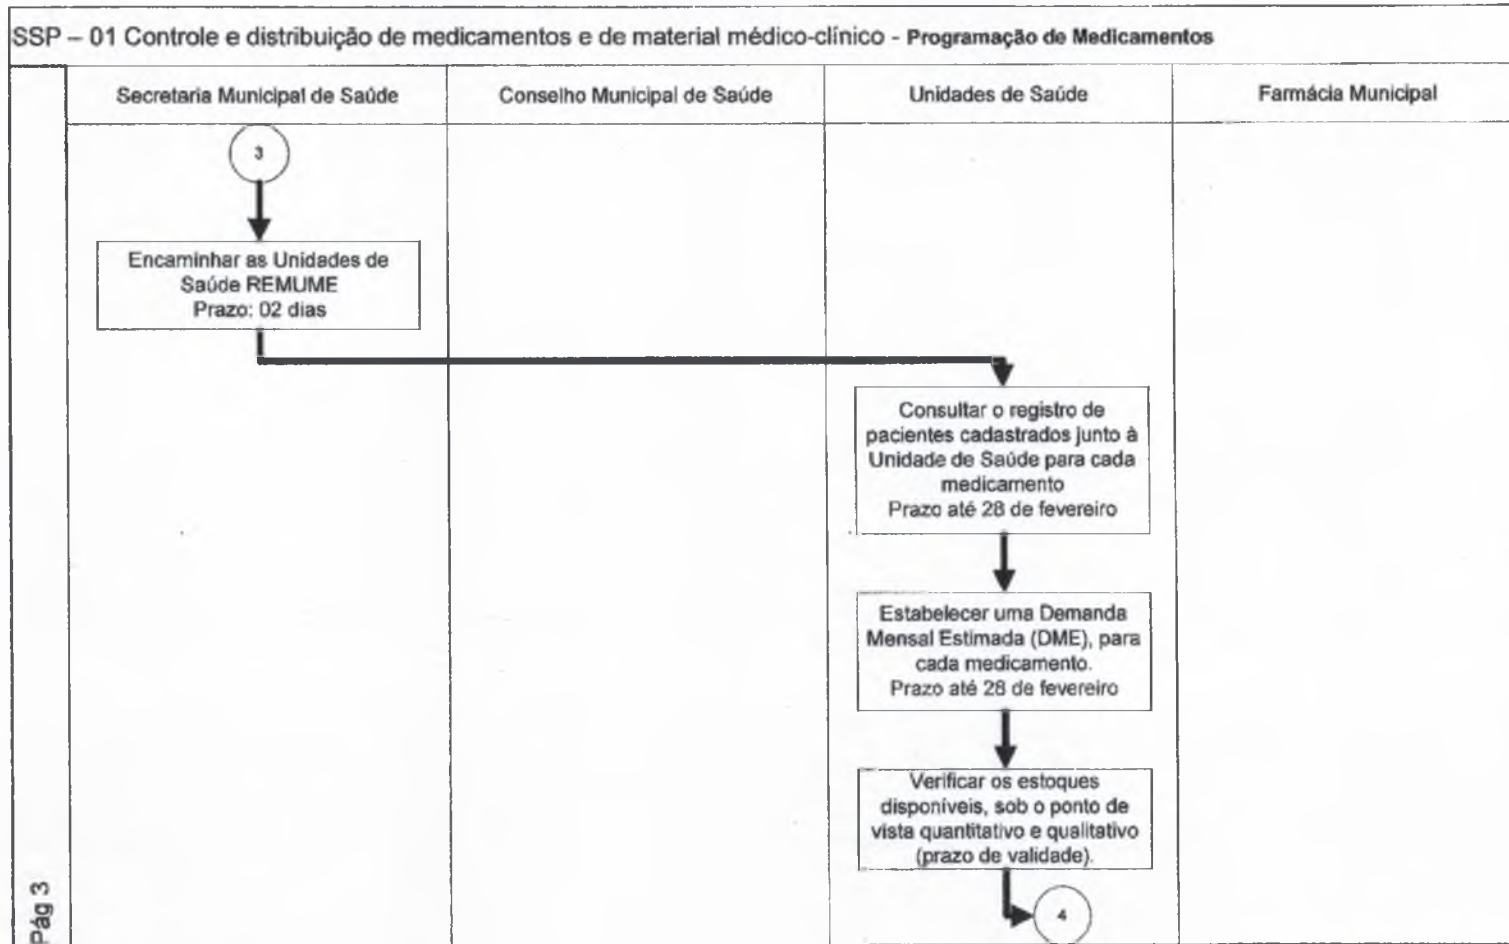 SSP – 01 Controle e distribuição de medicamentos e de material médico-clínico - Programação de Medicamentos
Secretaria Municipal de Saúde
Conselho Municipal de Saúde
Unidades de Saúde
Farmácia Municipal
3
Encaminhar as Unidades de
Saúde REMUME
Prazo: 02 dias
Consultar o registro de
pacientes cadastrados junto à
Unidade de Saúde para cada
medicamento
Prazo até 28 de fevereiro
Estabelecer uma Demanda
Mensal Estimada (DME), para
cada medicamento.
Prazo até 28 de fevereiro
Verificar os estoques
disponíveis, sob o ponto de
vista quantitativo e qualitativo
(prazo de validade).
4
Pág 3